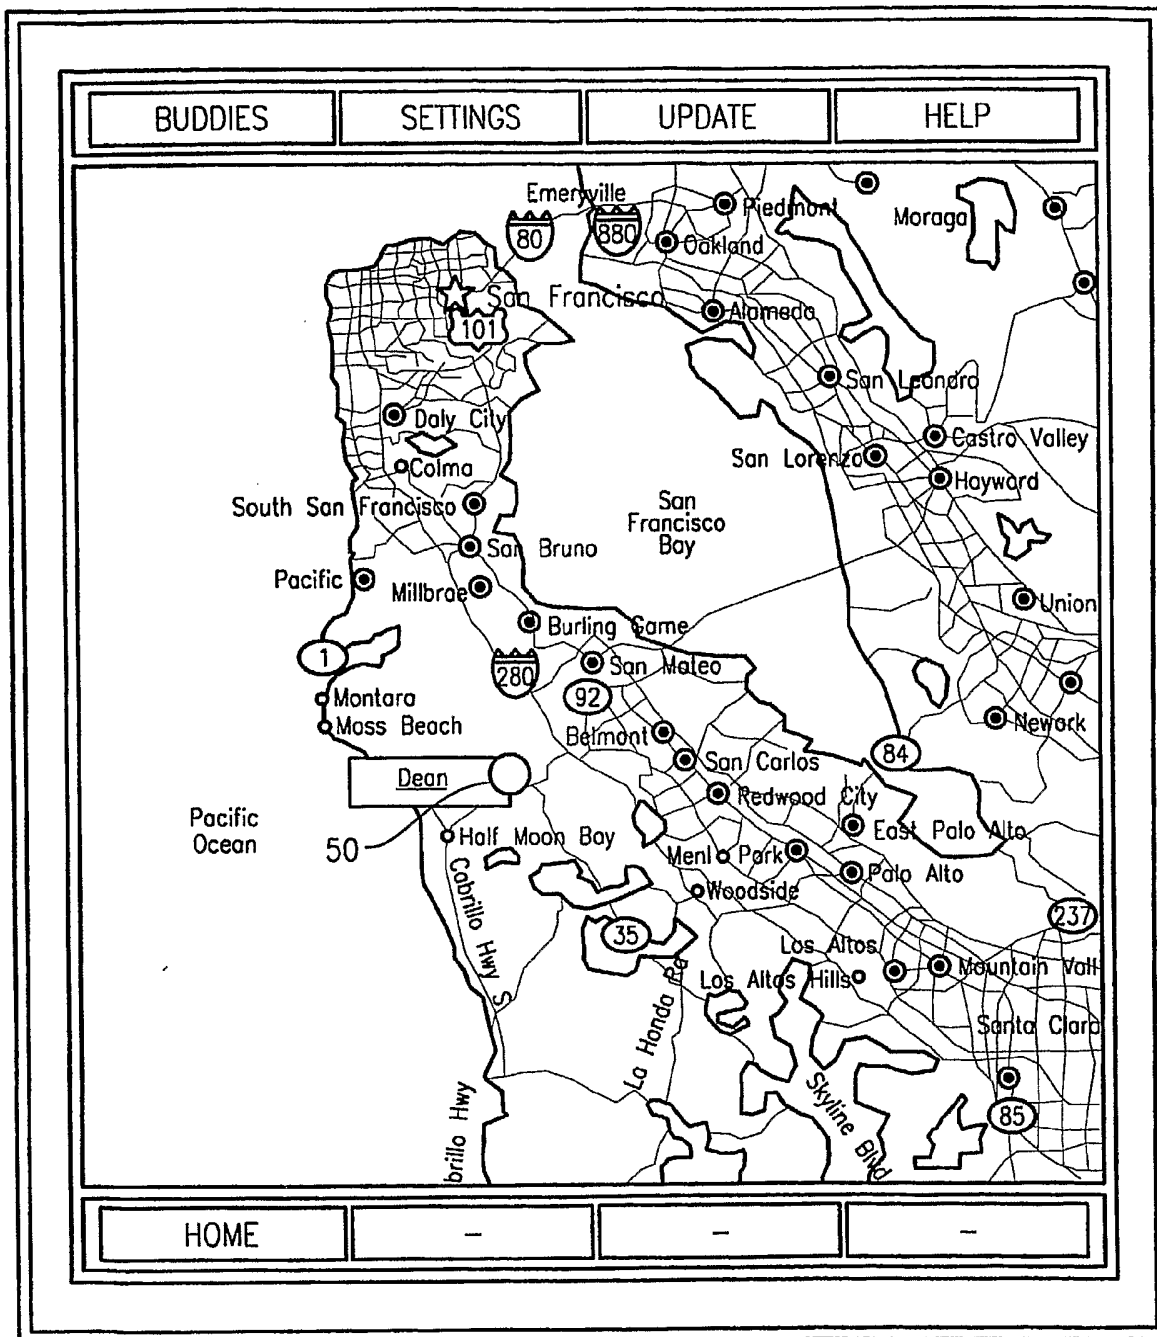 BUDDIES
SETTINGS
UPDATE
HELP
Emeryville
Piedmont
Moraga
80
880
Oakland
San Francisco
101
Alameda
San Leandro
Daly City
Castro Valley
San Lorenzo
Colma
Hayward
South San Francisco
San
Francisco
Bay
San Bruno
Pacific
Millbrae
Union
Burling Game
1
280
San Mateo
92
Montara
Moss Beach
Newark
Belmont
84
San Carlos
Dean
Redwood City
Pacific
Ocean
50
Half Moon Bay
East Palo Alto
Menl Park
Palo Alto
Woodside
Cabrillo Hwy S
237
35
Los Altos
Mountain Vall
Los Altos Hills
La Honda Rd
Santa Clara
Skyline Blvd
85
brillo Hwy
HOME
–
–
–